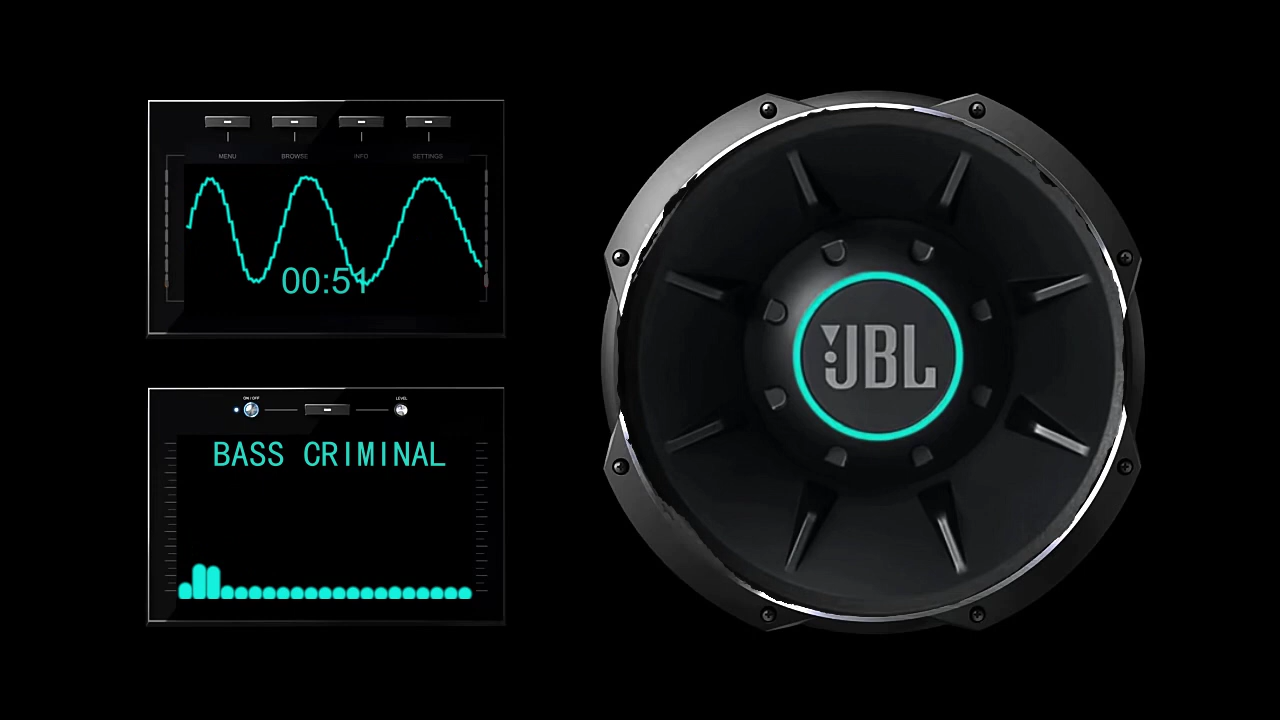 MENU
BROWSE
INFO
SETTINGS
00:51
ON / OFF
LEVEL
BASS CRIMINAL
JBL